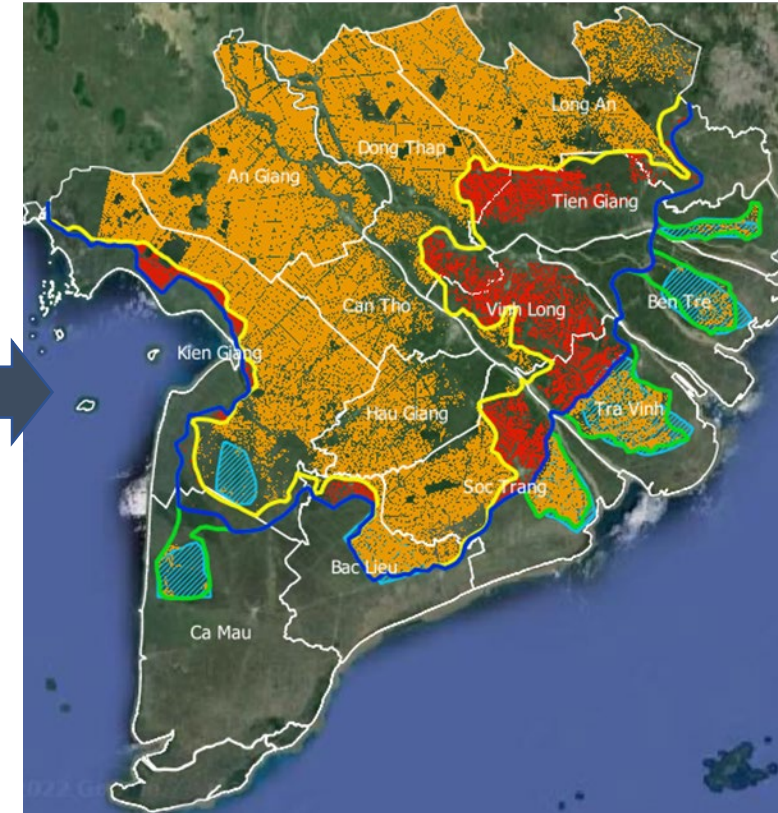 Long An
Dong Thap
An Giang
Tien Giang
Can Tho
Vinh Long
Ben Tre
Kien Giang
Hau Giang
Tra Vinh
Soc Trang
Bac Lieu
Ca Mau